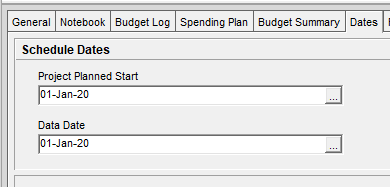 General Notebook Budget Log Spending Plan Budget Summary Dates
Schedule Dates
Project Planned Start
01-Jan-20 ...
Data Date
01-Jan-20 ...